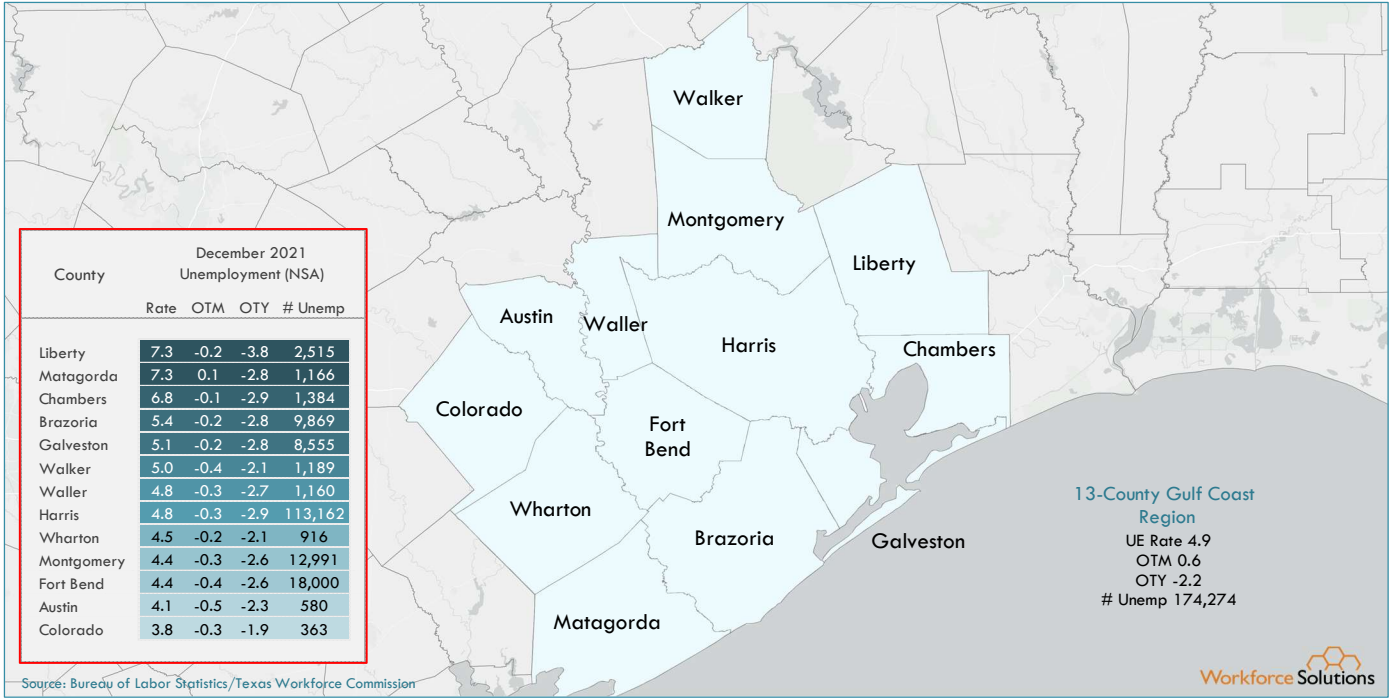 Walker
Montgomery
Liberty
Austin
Waller
Harris
Chambers
Colorado
Fort
Bend
Wharton
Brazoria
Galveston
Matagorda
December 2021
County Unemployment (NSA)
Rate OTM OTY # Unemp
Liberty 7.3 -0.2 -3.8 2,515
Matagorda 7.3 0.1 -2.8 1,166
Chambers 6.8 -0.1 -2.9 1,384
Brazoria 5.4 -0.2 -2.8 9,869
Galveston 5.1 -0.2 -2.8 8,555
Walker 5.0 -0.4 -2.1 1,189
Waller 4.8 -0.3 -2.7 1,160
Harris 4.8 -0.3 -2.9 113,162
Wharton 4.5 -0.2 -2.1 916
Montgomery 4.4 -0.3 -2.6 12,991
Fort Bend 4.4 -0.4 -2.6 18,000
Austin 4.1 -0.5 -2.3 580
Colorado 3.8 -0.3 -1.9 363
13-County Gulf Coast
Region
UE Rate 4.9
OTM 0.6
OTY -2.2
# Unemp 174,274
Source: Bureau of Labor Statistics/Texas Workforce Commission
Workforce Solutions